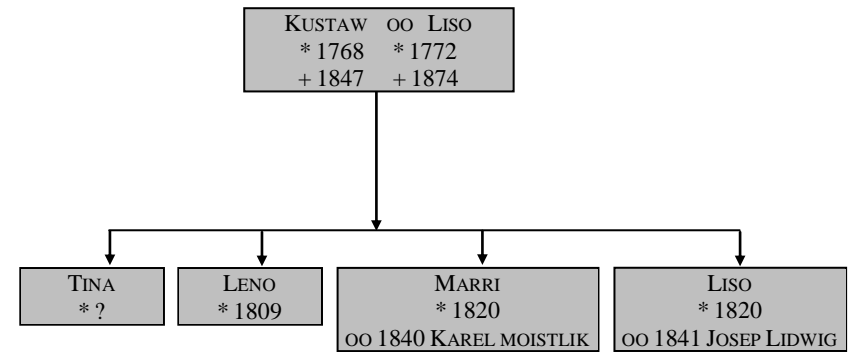 KUSTAW OO LISO
* 1768 * 1772
+ 1847 + 1874
TINA
* ?
LENO
* 1809
MARRI
* 1820
OO 1840 KAREL MOISTLIK
LISO
* 1820
OO 1841 JOSEP LIDWIG